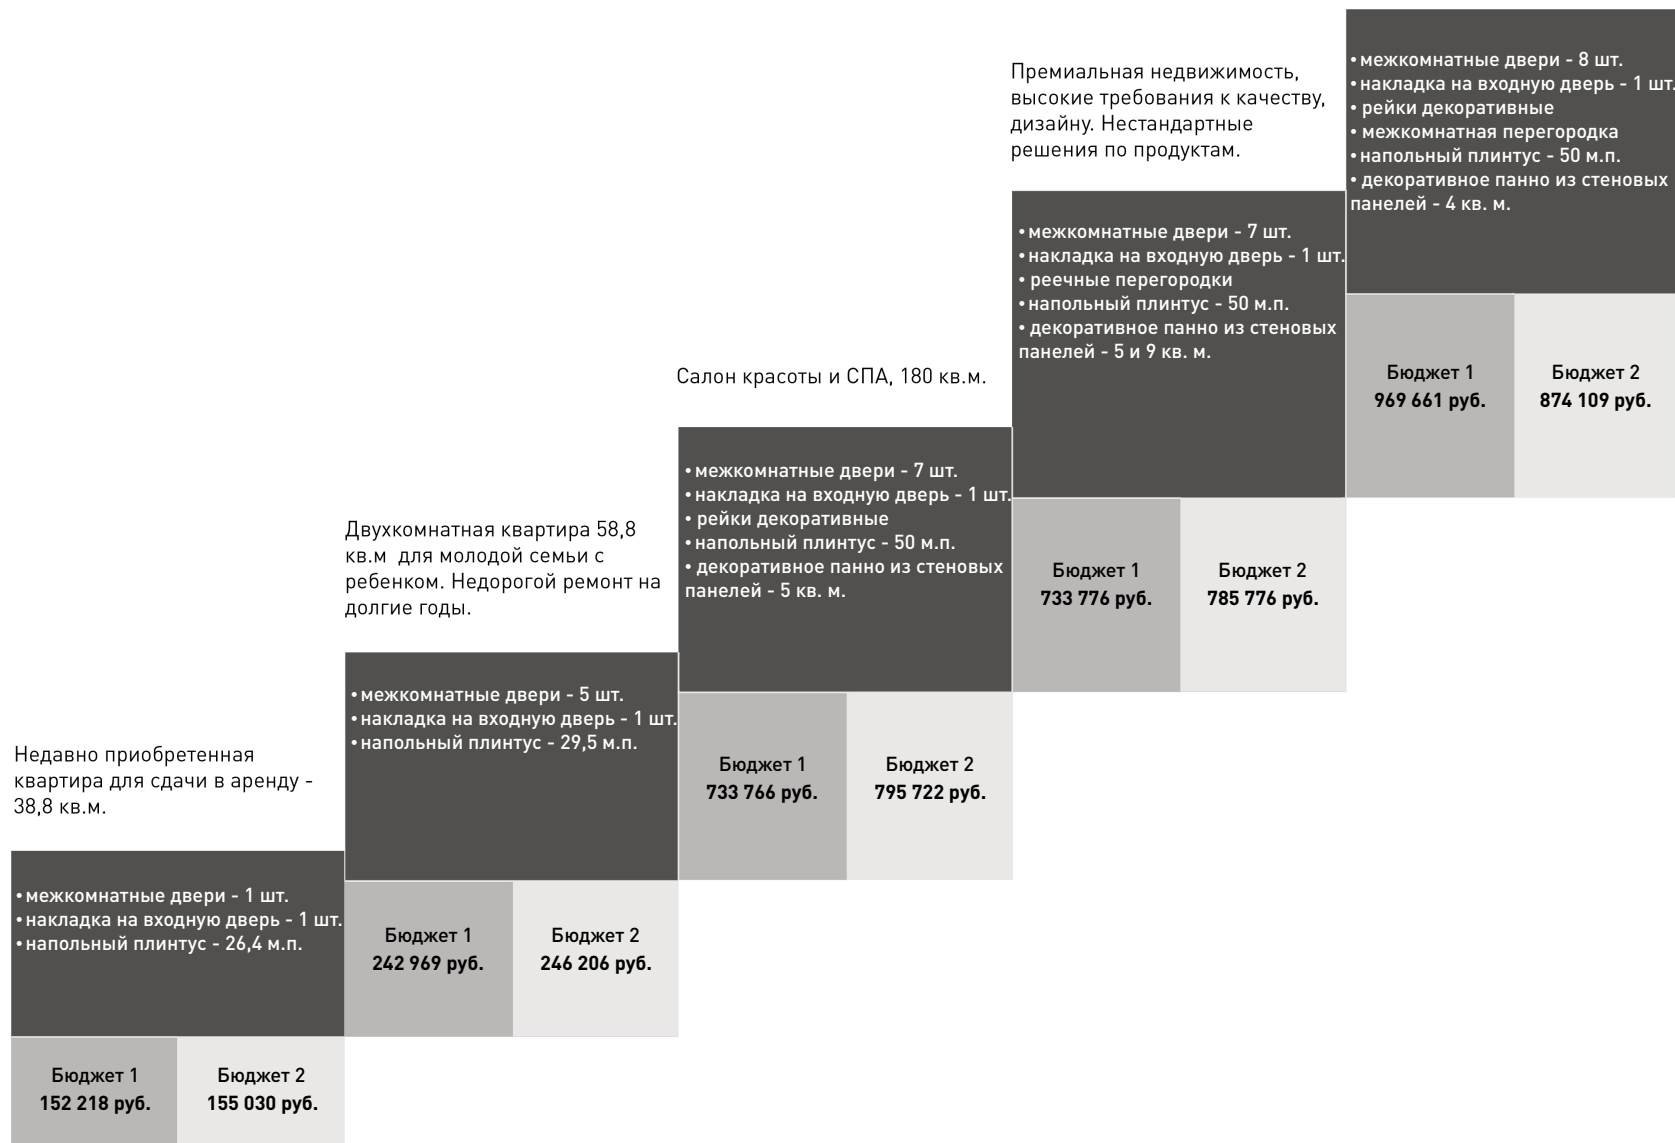 Недавно приобретенная
квартира для сдачи в аренду -
38,8 кв.м.
• межкомнатные двери - 1 шт.
• накладка на входную дверь - 1 шт.
• напольный плинтус - 26,4 м.п.
Бюджет 1
152 218 руб.
Бюджет 2
155 030 руб.
Двухкомнатная квартира 58,8
кв.м для молодой семьи с
ребенком. Недорогой ремонт на
долгие годы.
• межкомнатные двери - 5 шт.
• накладка на входную дверь - 1 шт.
• напольный плинтус - 29,5 м.п.
Бюджет 1
242 969 руб.
Бюджет 2
246 206 руб.
Салон красоты и СПА, 180 кв.м.
• межкомнатные двери - 7 шт.
• накладка на входную дверь - 1 шт.
• рейки декоративные
• напольный плинтус - 50 м.п.
• декоративное панно из стеновых
панелей - 5 кв. м.
Бюджет 1
733 766 руб.
Бюджет 2
795 722 руб.
Премиальная недвижимость,
высокие требования к качеству,
дизайну. Нестандартные
решения по продуктам.
• межкомнатные двери - 7 шт.
• накладка на входную дверь - 1 шт.
• реечные перегородки
• напольный плинтус - 50 м.п.
• декоративное панно из стеновых
панелей - 5 и 9 кв. м.
Бюджет 1
733 776 руб.
Бюджет 2
785 776 руб.
• межкомнатные двери - 8 шт.
• накладка на входную дверь - 1 шт.
• рейки декоративные
• межкомнатная перегородка
• напольный плинтус - 50 м.п.
• декоративное панно из стеновых
панелей - 4 кв. м.
Бюджет 1
969 661 руб.
Бюджет 2
874 109 руб.